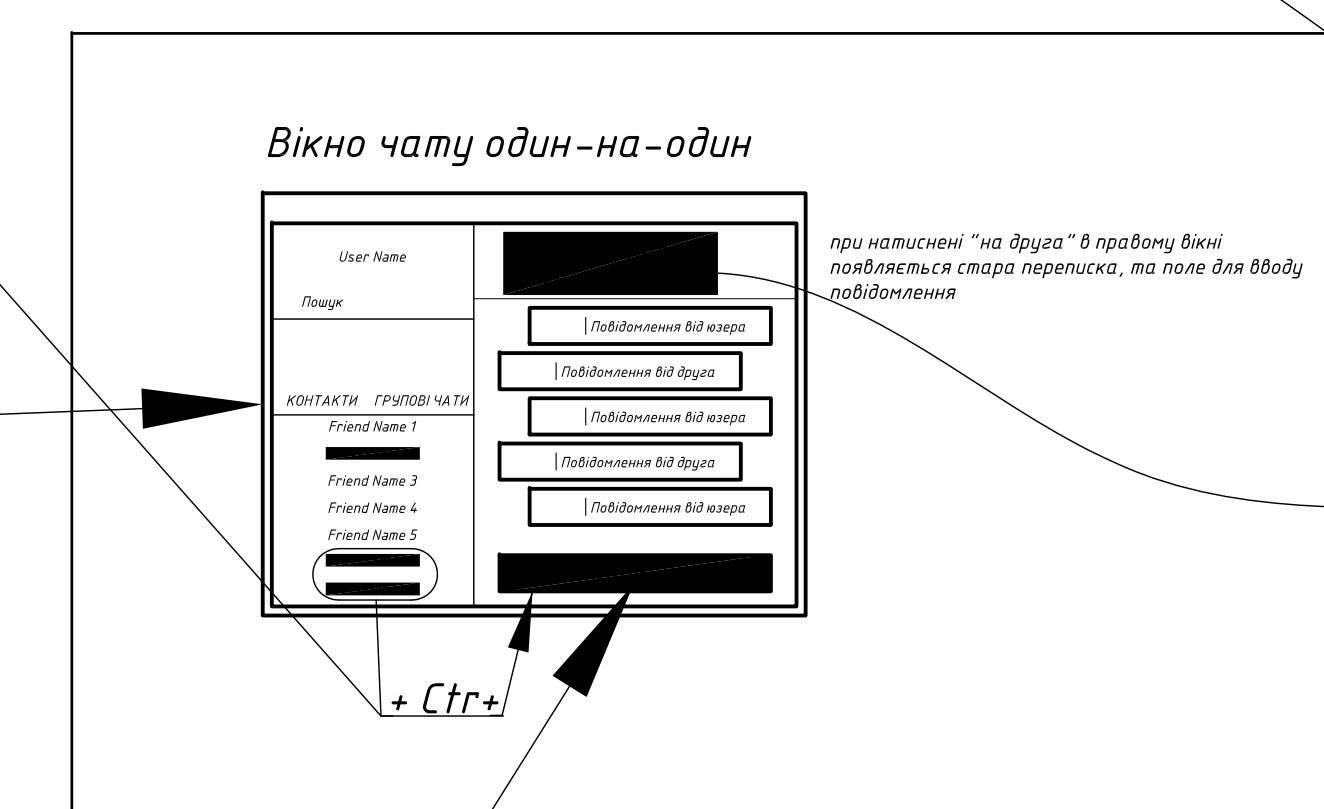 Вікно чату один-на-один
User Name
Пошук
КОНТАКТИ ГРУПОВІ ЧАТИ
Friend Name 1
Friend Name 3
Friend Name 4
Friend Name 5
Повідомлення від юзера
Повідомлення від друга
Повідомлення від юзера
Повідомлення від друга
Повідомлення від юзера
при натиснені "на друга" в правому вікні
появляється стара переписка, та поле для вводу
повідомлення
+ Ctr+